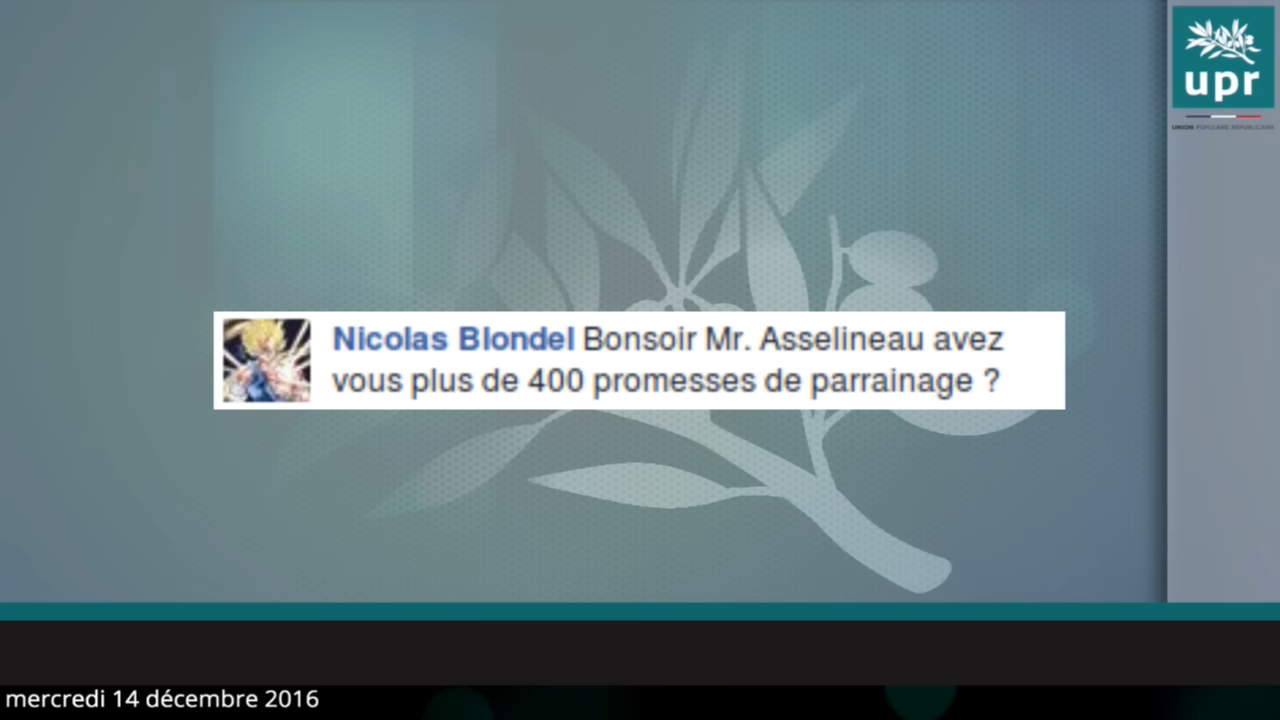 upr
UNION POPULAIRE RÉPUBLICAINE
Nicolas Blondel Bonsoir Mr. Asselineau avez
vous plus de 400 promesses de parrainage ?
mercredi 14 décembre 2016